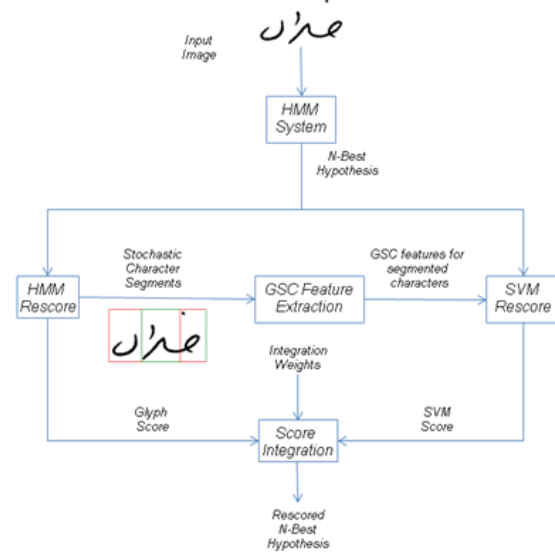 Input
Image
HMM
System
N-Best
Hypothesis
Stochastic
Character
Segments
GSC features for
segmented
characters
HMM
Rescore
GSC Feature
Extraction
SVM
Rescore
Integration
Weights
Glyph
Score
SVM
Score
Score
Integration
Rescored
N-Best
Hypothesis